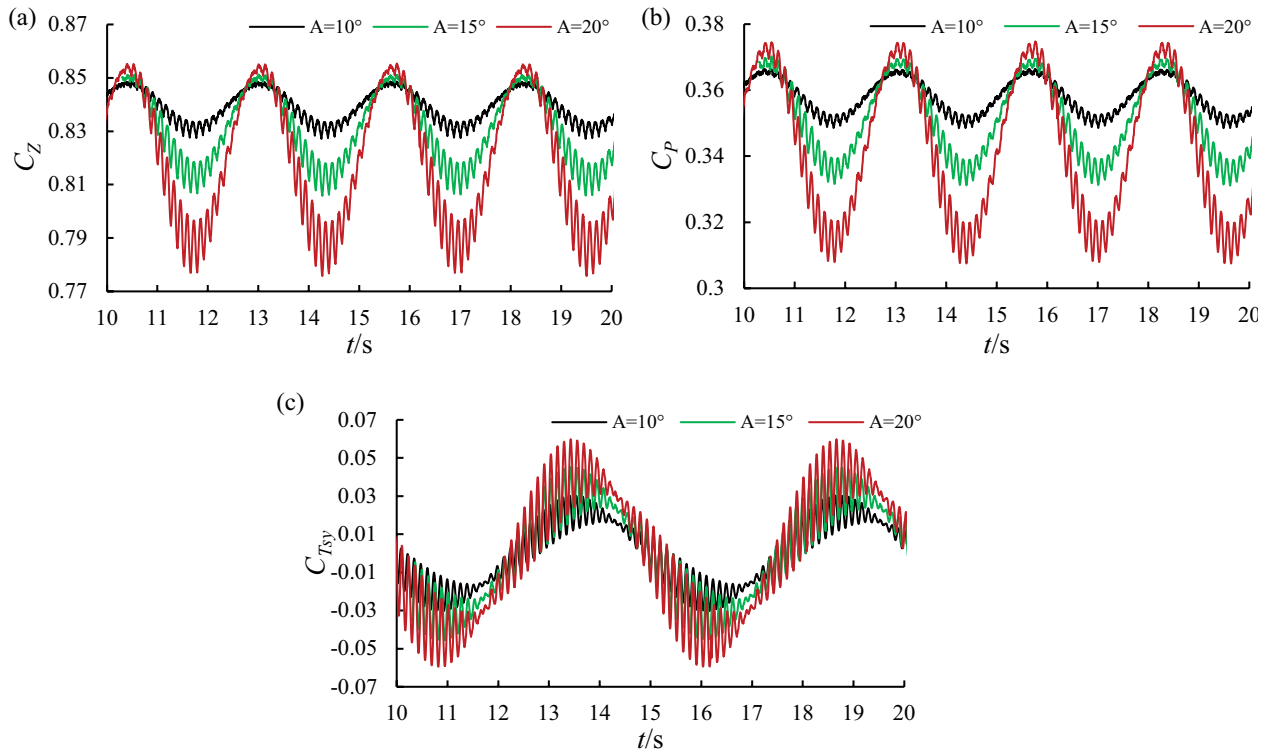 (a)
A=10° A=15° A=20°
0.87
0.85
0.83
0.81
0.79
0.77
C_Z
10 11 12 13 14 15 16 17 18 19 20
t/s
(b)
A=10° A=15° A=20°
0.38
0.36
0.34
0.32
0.3
C_P
10 11 12 13 14 15 16 17 18 19 20
t/s
(c)
A=10° A=15° A=20°
0.07
0.05
0.03
0.01
-0.01
-0.03
-0.05
-0.07
C_Tsy
10 11 12 13 14 15 16 17 18 19 20
t/s